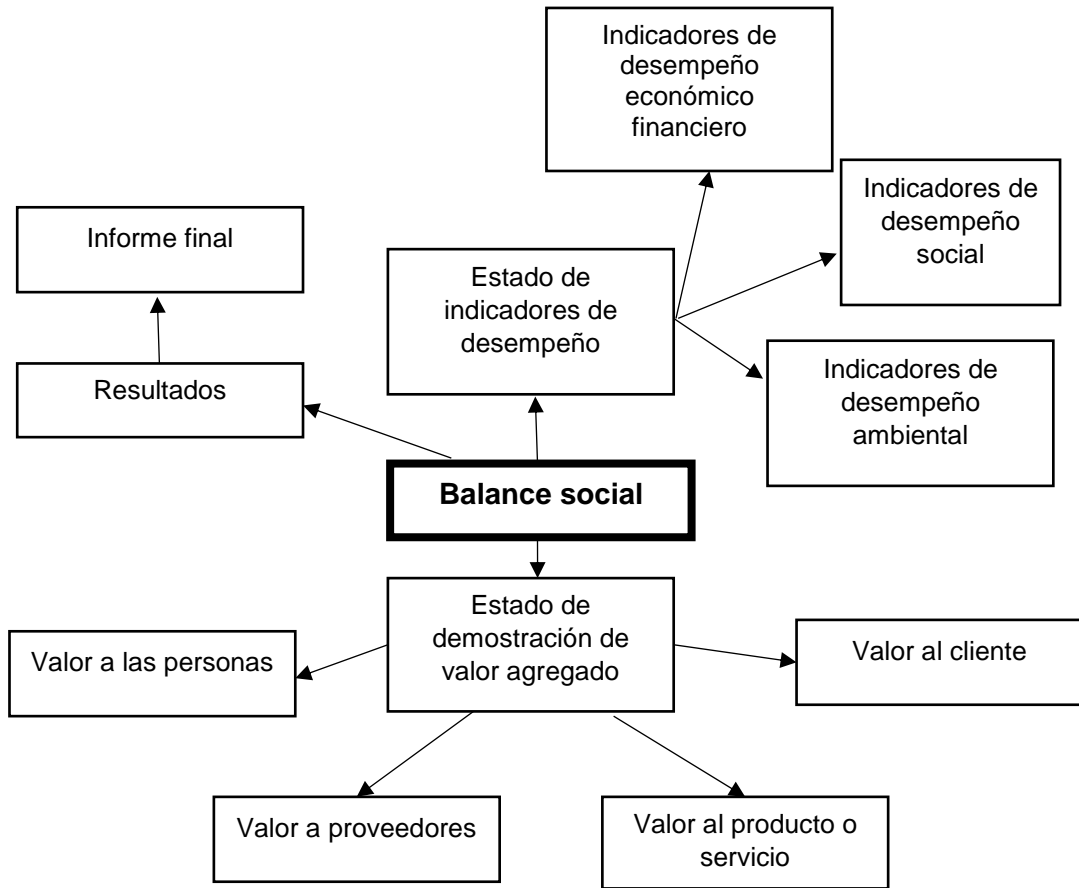 Indicadores de
desempeño
económico
financiero
Indicadores de
desempeño
social
Informe final
Estado de
indicadores de
desempeño
Indicadores de
desempeño
ambiental
Resultados
Balance social
Estado de
demostración de
valor agregado
Valor a las personas
Valor al cliente
Valor a proveedores
Valor al producto o
servicio